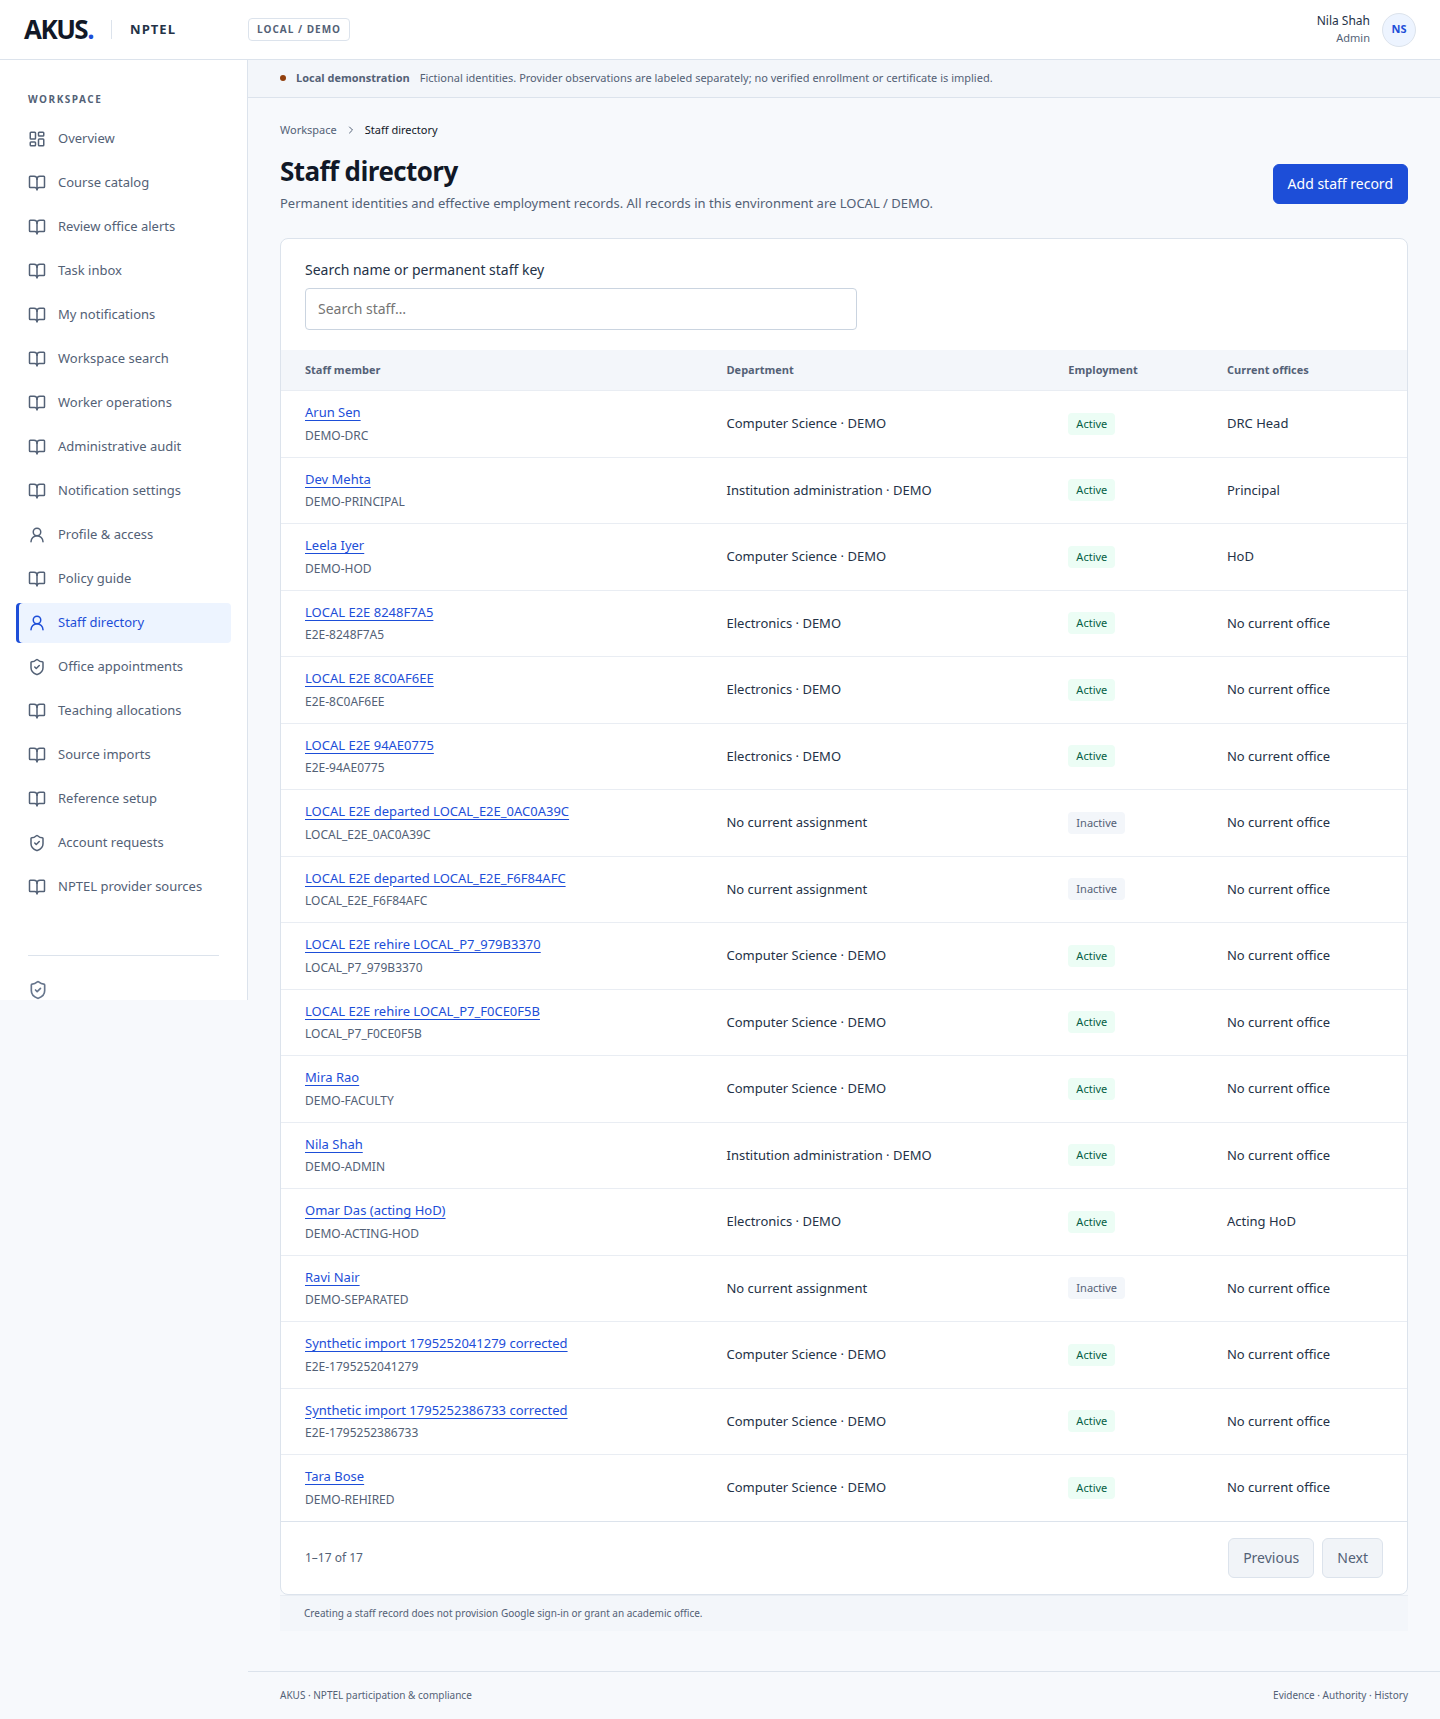 AKUS.
NPTEL
LOCAL / DEMO
Nila Shah
Admin
NS
WORKSPACE
Overview
Course catalog
Review office alerts
Task inbox
My notifications
Workspace search
Worker operations
Administrative audit
Notification settings
Profile & access
Policy guide
Staff directory
Office appointments
Teaching allocations
Source imports
Reference setup
Account requests
NPTEL provider sources
Local demonstration Fictional identities. Provider observations are labeled separately; no verified enrollment or certificate is implied.
Workspace > Staff directory
Staff directory
Permanent identities and effective employment records. All records in this environment are LOCAL / DEMO.
Add staff record
Search name or permanent staff key
Search staff...
Staff member Department Employment Current offices
Arun Sen
DEMO-DRC
Computer Science · DEMO Active DRC Head
Dev Mehta
DEMO-PRINCIPAL
Institution administration · DEMO Active Principal
Leela Iyer
DEMO-HOD
Computer Science · DEMO Active HoD
LOCAL E2E 8248F7A5
E2E-8248F7A5
Electronics · DEMO Active No current office
LOCAL E2E 8C0AF6EE
E2E-8C0AF6EE
Electronics · DEMO Active No current office
LOCAL E2E 94AE0775
E2E-94AE0775
Electronics · DEMO Active No current office
LOCAL E2E departed LOCAL_E2E_0AC0A39C
LOCAL_E2E_0AC0A39C
No current assignment Inactive No current office
LOCAL E2E departed LOCAL_E2E_F6F84AFC
LOCAL_E2E_F6F84AFC
No current assignment Inactive No current office
LOCAL E2E rehire LOCAL_P7_979B3370
LOCAL_P7_979B3370
Computer Science · DEMO Active No current office
LOCAL E2E rehire LOCAL_P7_F0CE0F5B
LOCAL_P7_F0CE0F5B
Computer Science · DEMO Active No current office
Mira Rao
DEMO-FACULTY
Computer Science · DEMO Active No current office
Nila Shah
DEMO-ADMIN
Institution administration · DEMO Active No current office
Omar Das (acting HoD)
DEMO-ACTING-HOD
Electronics · DEMO Active Acting HoD
Ravi Nair
DEMO-SEPARATED
No current assignment Inactive No current office
Synthetic import 1795252041279 corrected
E2E-1795252041279
Computer Science · DEMO Active No current office
Synthetic import 1795252386733 corrected
E2E-1795252386733
Computer Science · DEMO Active No current office
Tara Bose
DEMO-REHIRED
Computer Science · DEMO Active No current office
1–17 of 17
Previous
Next
Creating a staff record does not provision Google sign-in or grant an academic office.
AKUS · NPTEL participation & compliance
Evidence · Authority · History